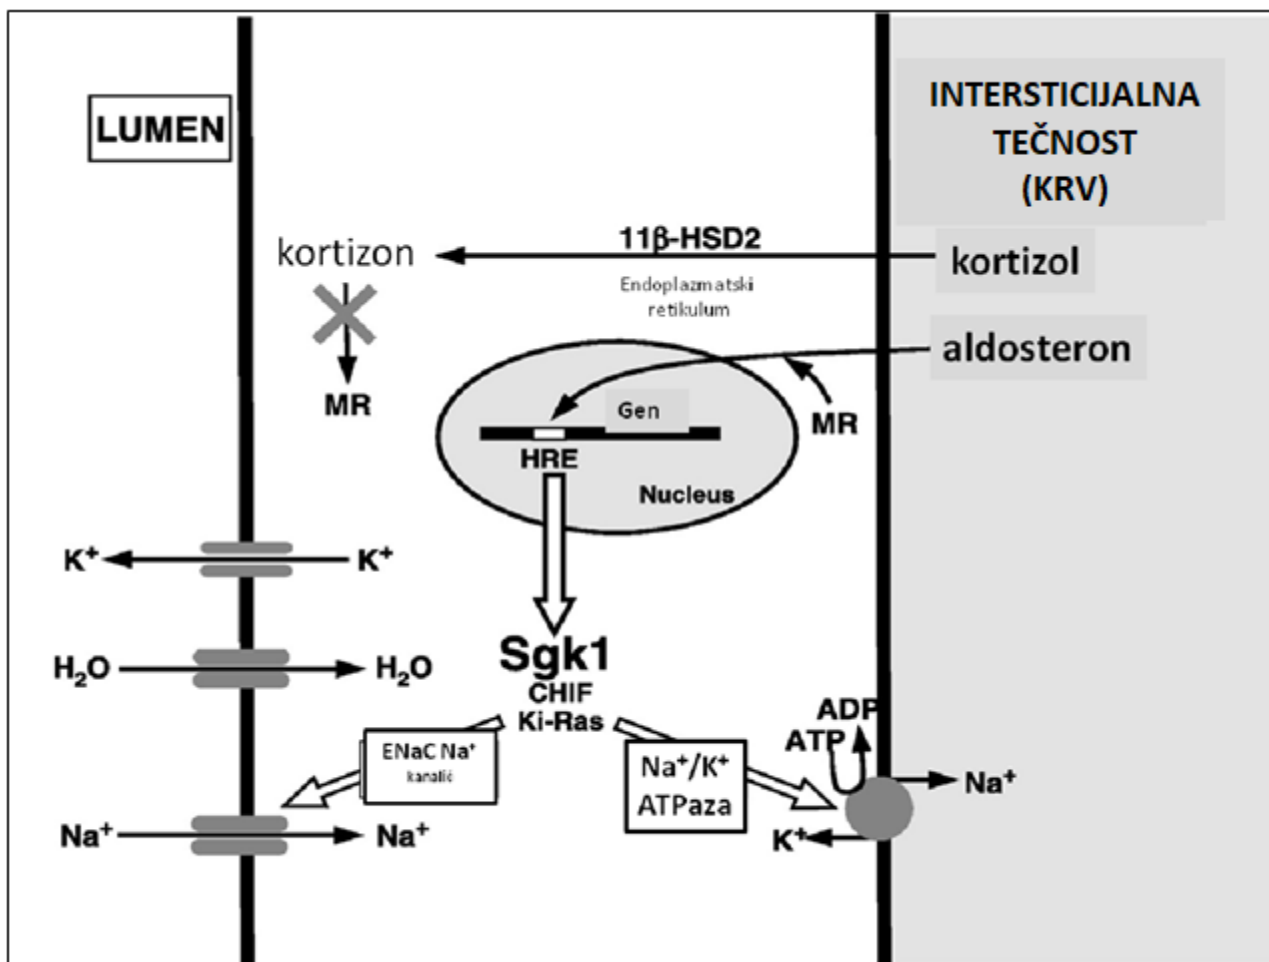 LUMEN
INTERSTICIJALNA
TEČNOST
(KRV)
11β-HSD2
kortizon
kortizol
Endoplazmatski
retikulum
aldosteron
MR
Gen
MR
HRE
Nucleus
K⁺
K⁺
H₂O
H₂O
Sgk1
CHIF
Ki-Ras
ENaC Na⁺
kanalić
Na⁺/K⁺
ATPaza
ADP
ATP
Na⁺
Na⁺
Na⁺
K⁺